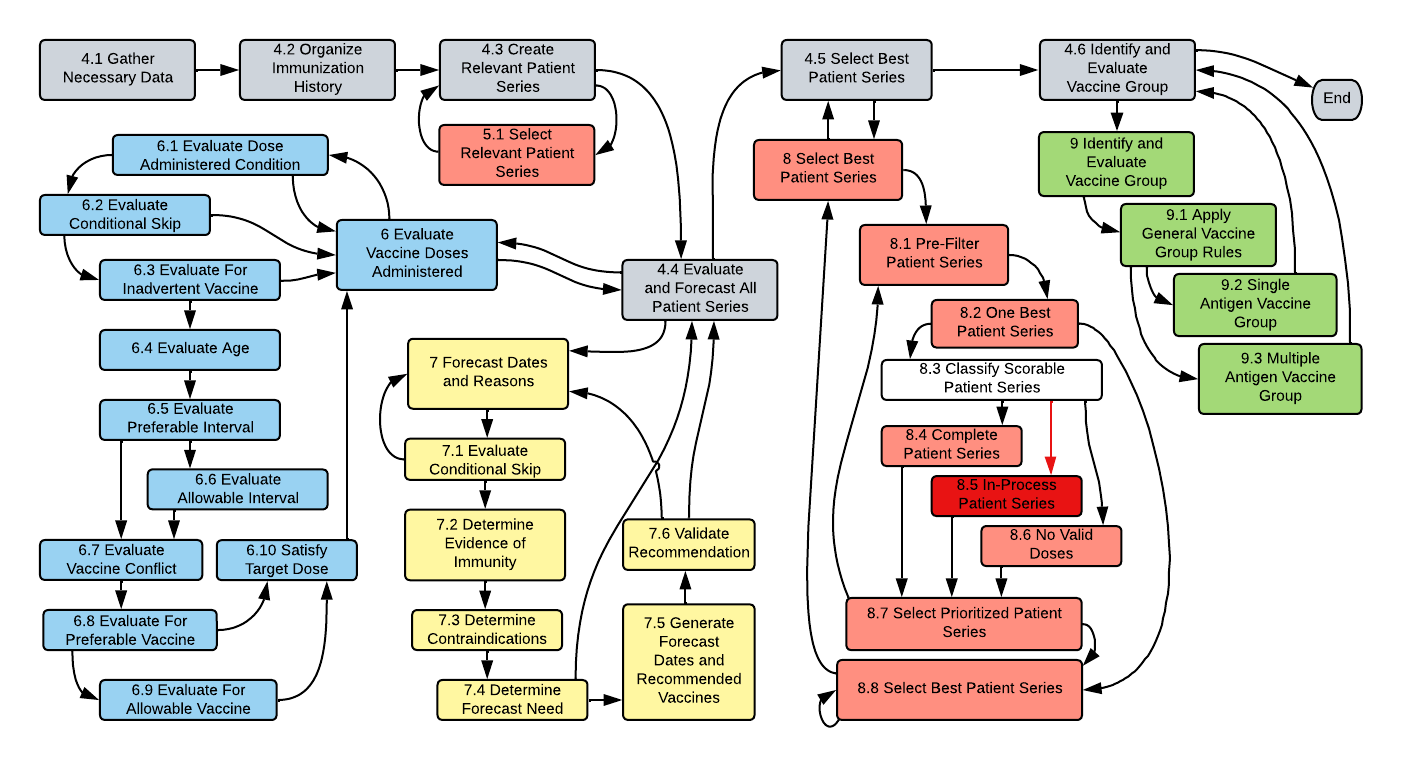 4.1 Gather
Necessary Data
4.2 Organize
Immunization
History
4.3 Create
Relevant Patient
Series
5.1 Select
Relevant Patient
Series
4.5 Select Best
Patient Series
4.6 Identify and
Evaluate
Vaccine Group
End
6.1 Evaluate Dose
Administered Condition
6.2 Evaluate
Conditional Skip
6 Evaluate
Vaccine Doses
Administered
6.3 Evaluate For
Inadvertent Vaccine
6.4 Evaluate Age
6.5 Evaluate
Preferable Interval
6.6 Evaluate
Allowable Interval
6.7 Evaluate
Vaccine Conflict
6.10 Satisfy
Target Dose
6.8 Evaluate For
Preferable Vaccine
6.9 Evaluate For
Allowable Vaccine
4.4 Evaluate
and Forecast All
Patient Series
7 Forecast Dates
and Reasons
7.1 Evaluate
Conditional Skip
7.2 Determine
Evidence of
Immunity
7.3 Determine
Contraindications
7.4 Determine
Forecast Need
7.5 Generate
Forecast
Dates and
Recommended
Vaccines
7.6 Validate
Recommendation
8 Select Best
Patient Series
8.1 Pre-Filter
Patient Series
8.2 One Best
Patient Series
8.3 Classify Scorable
Patient Series
8.4 Complete
Patient Series
8.5 In-Process
Patient Series
8.6 No Valid
Doses
8.7 Select Prioritized Patient
Series
8.8 Select Best Patient Series
9 Identify and
Evaluate
Vaccine Group
9.1 Apply
General Vaccine
Group Rules
9.2 Single
Antigen Vaccine
Group
9.3 Multiple
Antigen Vaccine
Group